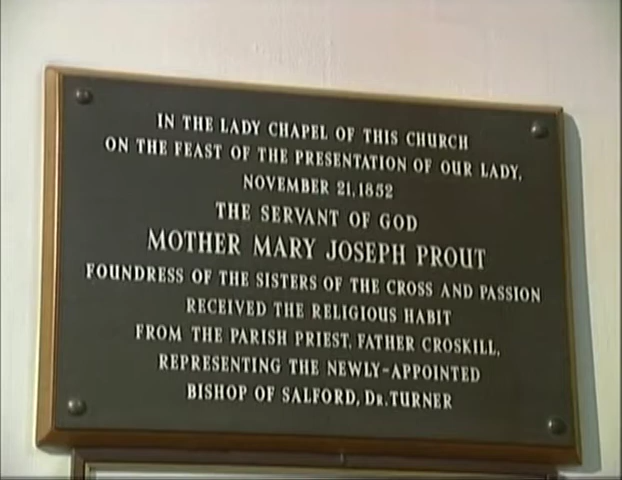 IN THE LADY CHAPEL OF THIS CHURCH
ON THE FEAST OF THE PRESENTATION OF OUR LADY,
NOVEMBER 21, 1852
THE SERVANT OF GOD
MOTHER MARY JOSEPH PROUT
FOUNDRESS OF THE SISTERS OF THE CROSS AND PASSION
RECEIVED THE RELIGIOUS HABIT
FROM THE PARISH PRIEST, FATHER CROSKILL,
REPRESENTING THE NEWLY-APPOINTED
BISHOP OF SALFORD, DR. TURNER